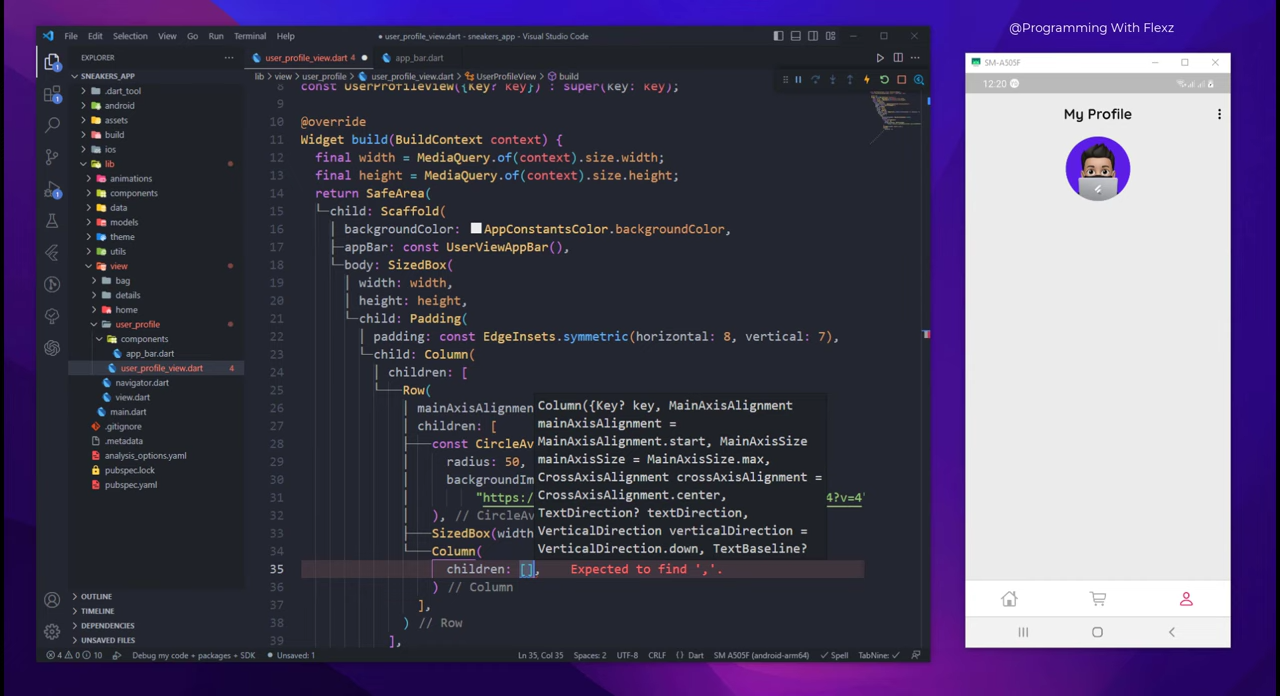 @Programming With Flexz
File Edit Selection View Go Run Terminal Help
● user_profile_view.dart - sneakers_app - Visual Studio Code
EXPLORER
SNEAKERS_APP
.dart_tool
android
assets
build
ios
lib
animations
components
data
models
theme
utils
view
bag
details
home
user_profile
components
app_bar.dart
user_profile_view.dart 4
navigator.dart
view.dart
main.dart
.gitignore
.metadata
analysis_options.yaml
pubspec.lock
pubspec.yaml
OUTLINE
TIMELINE
DEPENDENCIES
UNSAVED FILES
user_profile_view.dart 4 ● app_bar.dart
lib > view > user_profile > user_profile_view.dart > UserProfileView > build
8 const UserProfileView({Key? key}) : super(key: key);
9
10 @override
11 Widget build(BuildContext context) {
12 final width = MediaQuery.of(context).size.width;
13 final height = MediaQuery.of(context).size.height;
14 return SafeArea(
15 child: Scaffold(
16 backgroundColor: AppConstantsColor.backgroundColor,
17 appBar: const UserViewAppBar(),
18 body: SizedBox(
19 width: width,
20 height: height,
21 child: Padding(
22 padding: const EdgeInsets.symmetric(horizontal: 8, vertical: 7),
23 child: Column(
24 children: [
25 Row(
26 mainAxisAlignmen
27 children: [
28 const CircleAv
29 radius: 50,
30 backgroundIm
31 "https:/ 4?v=4'
32 ), // CircleAv
33 SizedBox(width
34 Column(
35 children: [], Expected to find ','.
36 ) // Column
37 ],
38 ) // Row
39 ],
Column({Key? key, MainAxisAlignment
mainAxisAlignment =
MainAxisAlignment.start, MainAxisSize
mainAxisSize = MainAxisSize.max,
CrossAxisAlignment crossAxisAlignment =
CrossAxisAlignment.center,
TextDirection? textDirection,
VerticalDirection verticalDirection =
VerticalDirection.down, TextBaseline?
4 0 10 Debug my code + packages + SDK Unsaved: 1 Ln 35, Col 35 Spaces: 2 UTF-8 CRLF {} Dart SM A505F (android-arm64) Spell TabNine:
SM-A505F
12:20
My Profile